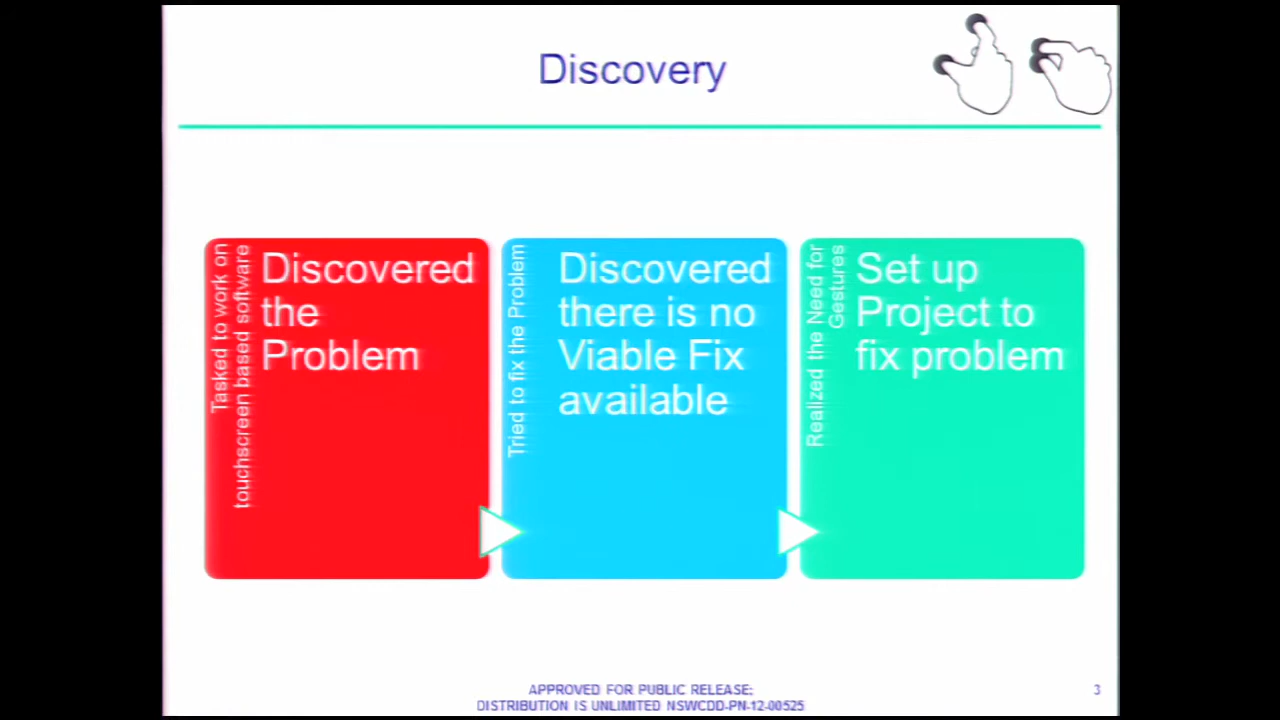 Discovery
Tasked to work on
touchscreen based software
Discovered
the
Problem
Tried to fix the Problem
Discovered
there is no
Viable Fix
available
Realized the Need for
Gestures
Set up
Project to
fix problem
APPROVED FOR PUBLIC RELEASE;
DISTRIBUTION IS UNLIMITED NSWCDD-PN-12-00525
3